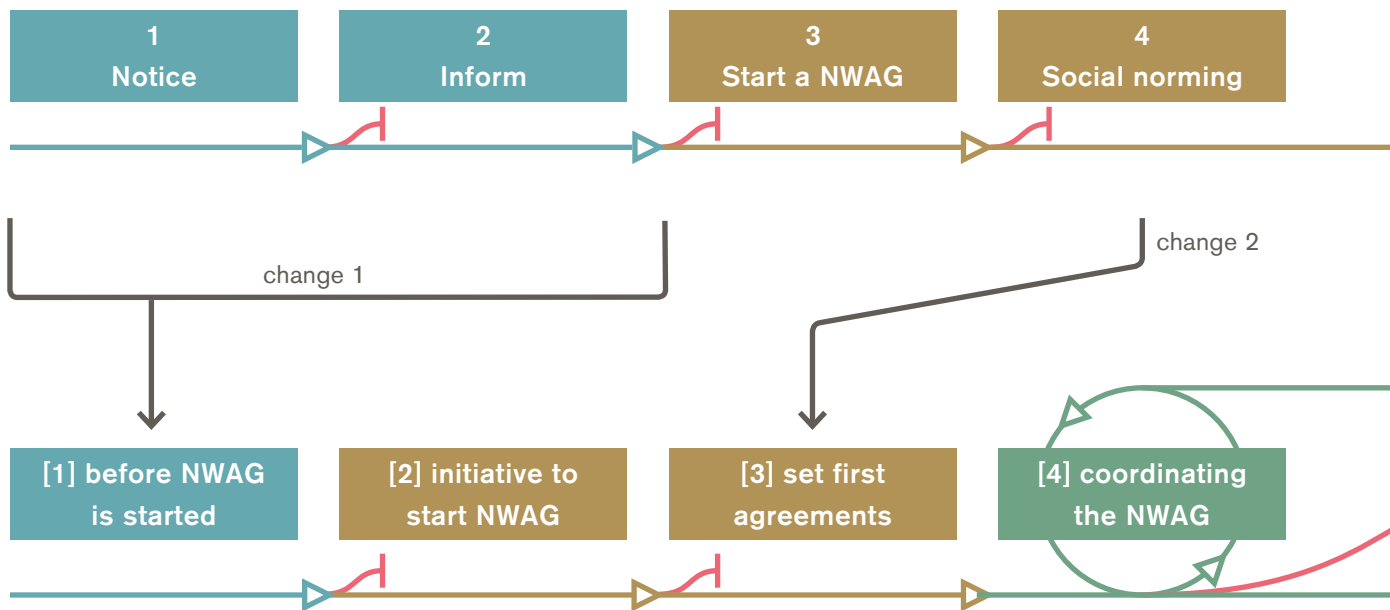 1
Notice
2
Inform
3
Start a NWAG
4
Social norming
change 1
change 2
[1] before NWAG
is started
[2] initiative to
start NWAG
[3] set first
agreements
[4] coordinating
the NWAG